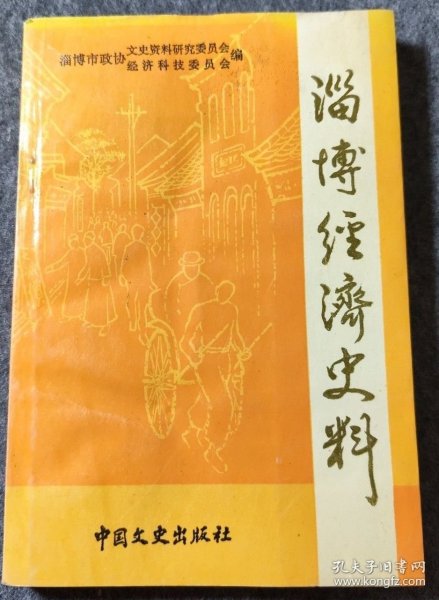 淄博市政协文史资料研究委员会
经济科技委员会编
淄博经济史料
中国文史出版社
孔夫子旧书网
kongfz.com